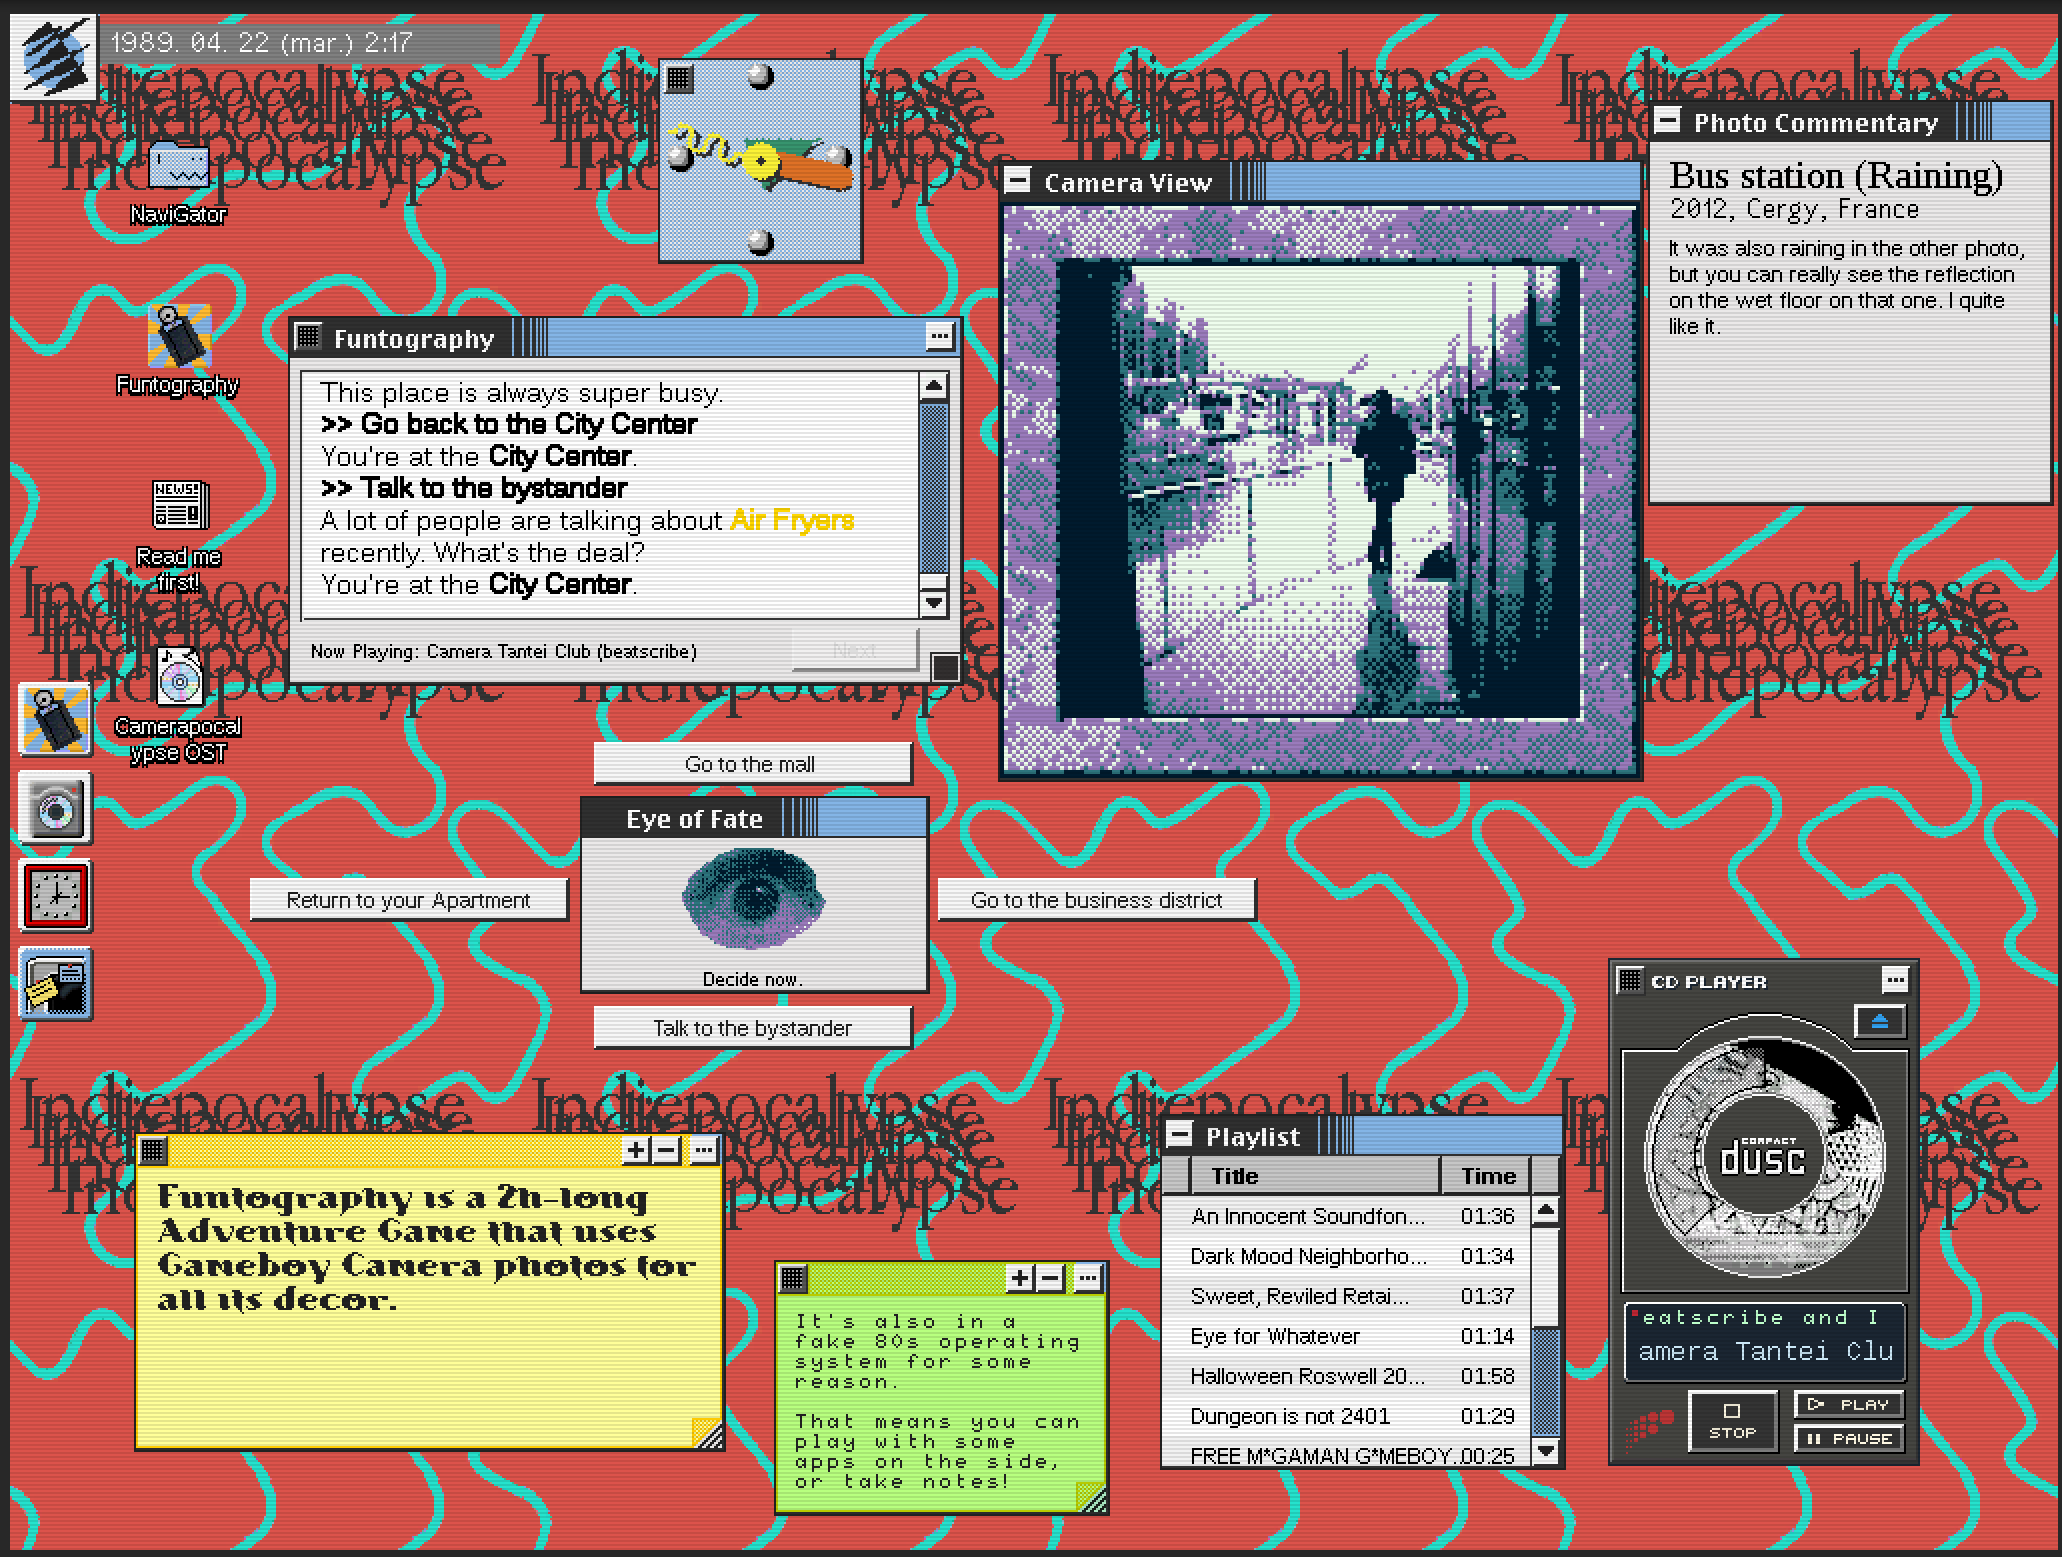 1989. 04. 22 (mar.) 2:17
Indiepocalypse
NaviGator
Funtography
Read me
first!
Camerapocal
ypse OST
Funtography
This place is always super busy.
>> Go back to the City Center
You're at the City Center.
>> Talk to the bystander
A lot of people are talking about Air Fryers
recently. What's the deal?
You're at the City Center.
Now Playing: Camera Tantei Club (beatscribe)
Next
Camera View
Photo Commentary
Bus station (Raining)
2012, Cergy, France
It was also raining in the other photo,
but you can really see the reflection
on the wet floor on that one. I quite
like it.
Go to the mall
Eye of Fate
Return to your Apartment
Go to the business district
Decide now.
Talk to the bystander
Funtography is a 2h-long
Adventure Game that uses
Gameboy Camera photos for
all its decor.
It's also in a
fake 80s operating
system for some
reason.
That means you can
play with some
apps on the side,
or take notes!
Playlist
Title Time
An Innocent Soundfon... 01:36
Dark Mood Neighborho... 01:34
Sweet, Reviled Retai... 01:37
Eye for Whatever 01:14
Halloween Roswell 20... 01:58
Dungeon is not 2401 01:29
FREE M*GAMAN G*MEBOY... 00:25
CD PLAYER
COMPACT
dusc
eatscribe and I
amera Tantei Clu
STOP
PLAY
PAUSE
NEWS!